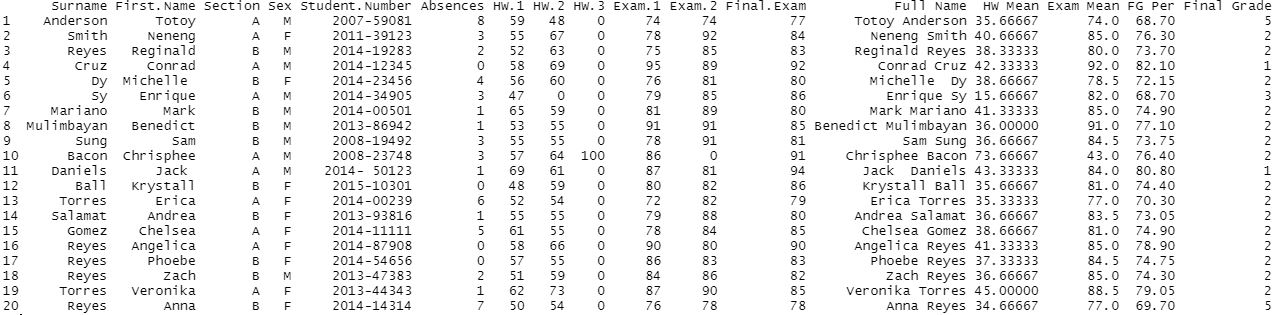 Surname First.Name Section Sex Student.Number Absences HW.1 HW.2 HW.3 Exam.1 Exam.2 Final.Exam Full Name HW Mean Exam Mean FG Per Final Grade
1 Anderson Totoy A M 2007-59081 8 59 48 0 74 74 77 Totoy Anderson 35.66667 74.0 68.70 5
2 Smith Neneng A F 2011-39123 3 55 67 0 78 92 84 Neneng Smith 40.66667 85.0 76.30 2
3 Reyes Reginald B M 2014-19283 2 52 63 0 75 85 83 Reginald Reyes 38.33333 80.0 73.70 2
4 Cruz Conrad A M 2014-12345 0 58 69 0 95 89 92 Conrad Cruz 42.33333 92.0 82.10 1
5 Dy Michelle B F 2014-23456 4 56 60 0 76 81 80 Michelle Dy 38.66667 78.5 72.15 2
6 Sy Enrique A M 2014-34905 3 47 0 0 79 85 86 Enrique Sy 15.66667 82.0 68.70 3
7 Mariano Mark B M 2014-00501 1 65 59 0 81 89 80 Mark Mariano 41.33333 85.0 74.90 2
8 Mulimbayan Benedict B M 2013-86942 1 53 55 0 91 91 85 Benedict Mulimbayan 36.00000 91.0 77.10 2
9 Sung Sam B M 2008-19492 3 55 55 0 78 91 81 Sam Sung 36.66667 84.5 73.75 2
10 Bacon Chrisphee A M 2008-23748 3 57 64 100 86 0 91 Chrisphee Bacon 73.66667 43.0 76.40 2
11 Daniels Jack A M 2014- 50123 1 69 61 0 87 81 94 Jack Daniels 43.33333 84.0 80.80 1
12 Ball Krystall B F 2015-10301 0 48 59 0 80 82 86 Krystall Ball 35.66667 81.0 74.40 2
13 Torres Erica A F 2014-00239 6 52 54 0 72 82 79 Erica Torres 35.33333 77.0 70.30 2
14 Salamat Andrea B F 2013-93816 1 55 55 0 79 88 80 Andrea Salamat 36.66667 83.5 73.05 2
15 Gomez Chelsea A F 2014-11111 5 61 55 0 78 84 85 Chelsea Gomez 38.66667 81.0 74.90 2
16 Reyes Angelica A F 2014-87908 0 58 66 0 90 80 90 Angelica Reyes 41.33333 85.0 78.90 2
17 Reyes Phoebe B F 2014-54656 0 57 55 0 86 83 83 Phoebe Reyes 37.33333 84.5 74.75 2
18 Reyes Zach B M 2013-47383 2 51 59 0 84 86 82 Zach Reyes 36.66667 85.0 74.30 2
19 Torres Veronika A F 2013-44343 1 62 73 0 87 90 85 Veronika Torres 45.00000 88.5 79.05 2
20 Reyes Anna B F 2014-14314 7 50 54 0 76 78 78 Anna Reyes 34.66667 77.0 69.70 5